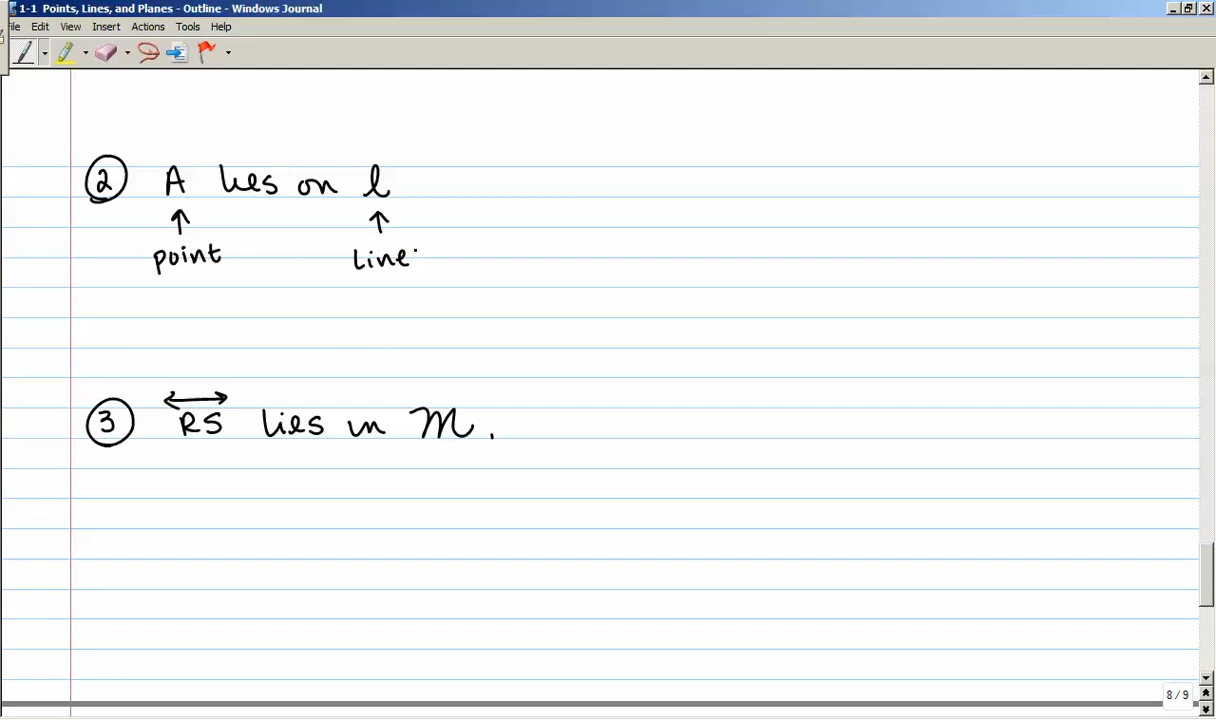 1-1 Points, Lines, and Planes - Outline - Windows Journal
File Edit View Insert Actions Tools Help
② A lies on l
↑ ↑
point line
③ RS lies in M.
8 / 9